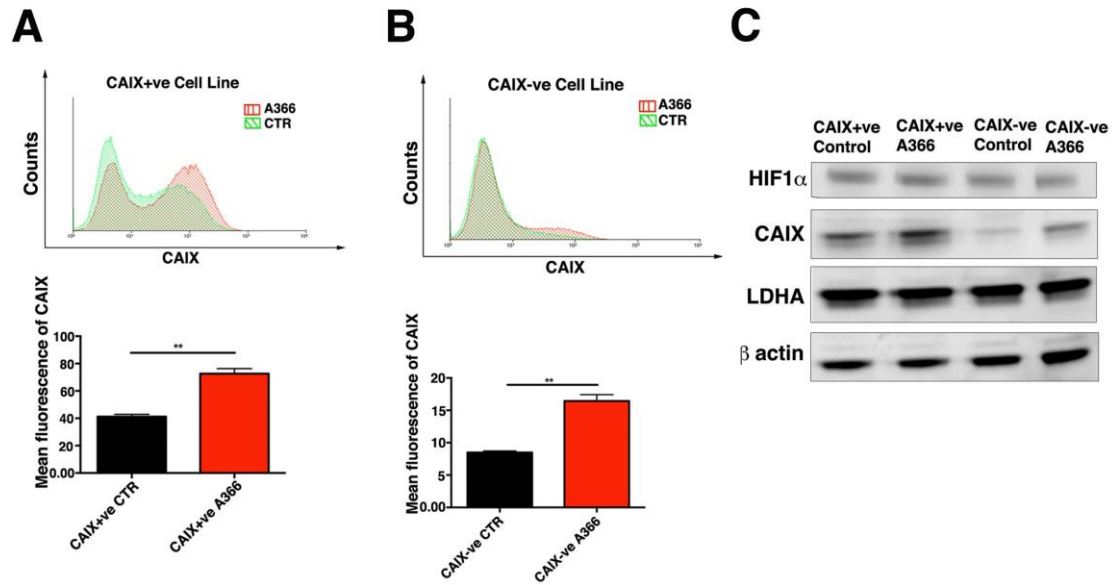 A
CAIX+ve Cell Line
A366
CTR
Counts
CAIX
Mean fluorescence of CAIX
100
80
60
40
20
0.00
**
CAIX+ve CTR
CAIX+ve A366
B
CAIX-ve Cell Line
A366
CTR
Counts
CAIX
Mean fluorescence of CAIX
20
15
10
5
0.00
**
CAIX-ve CTR
CAIX-ve A366
C
CAIX+ve Control
CAIX+ve A366
CAIX-ve Control
CAIX-ve A366
HIF1α
CAIX
LDHA
β actin